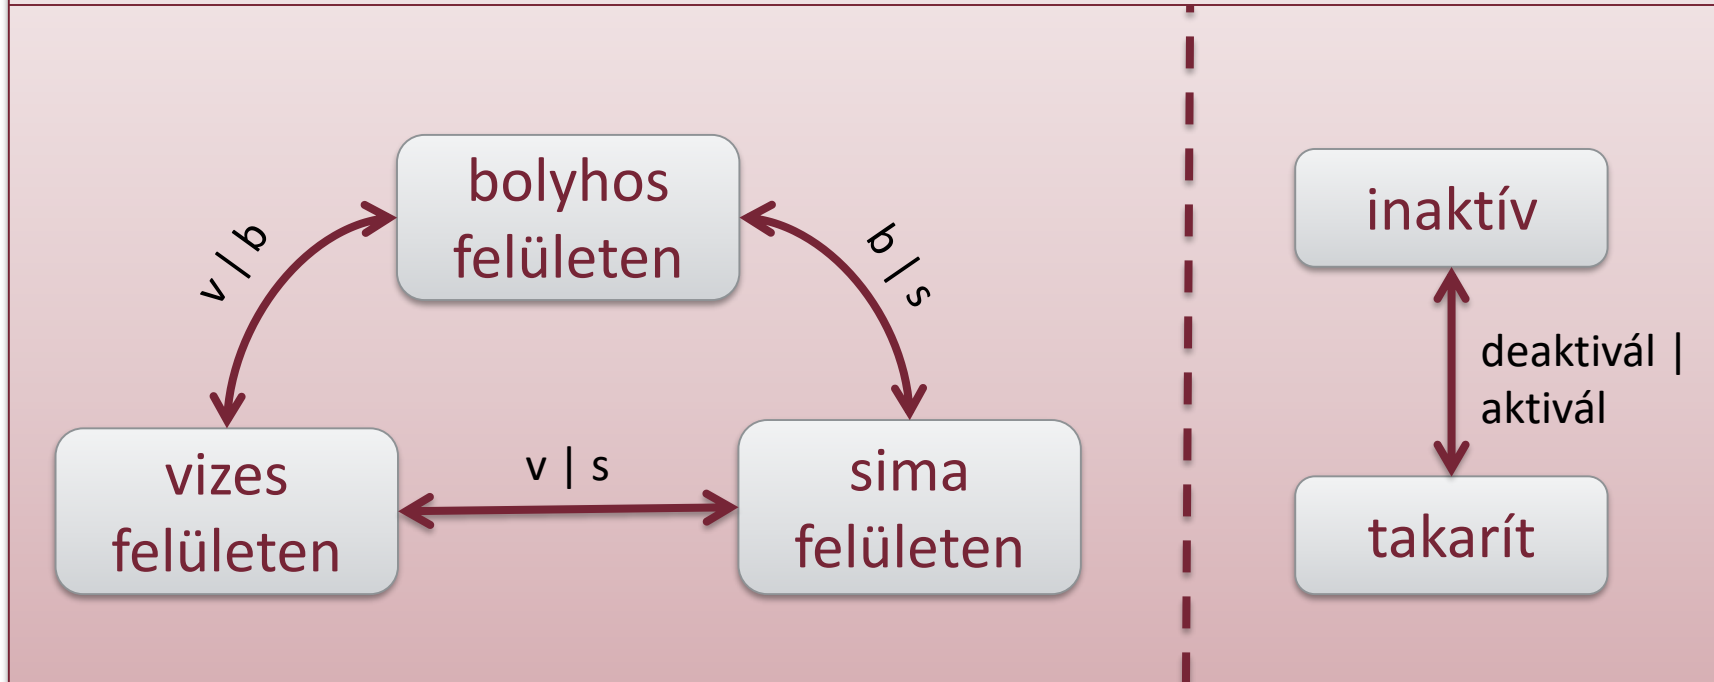 bolyhos
felületen
v | b
b | s
vizes
felületen
v | s
sima
felületen
inaktív
deaktivál |
aktivál
takarít